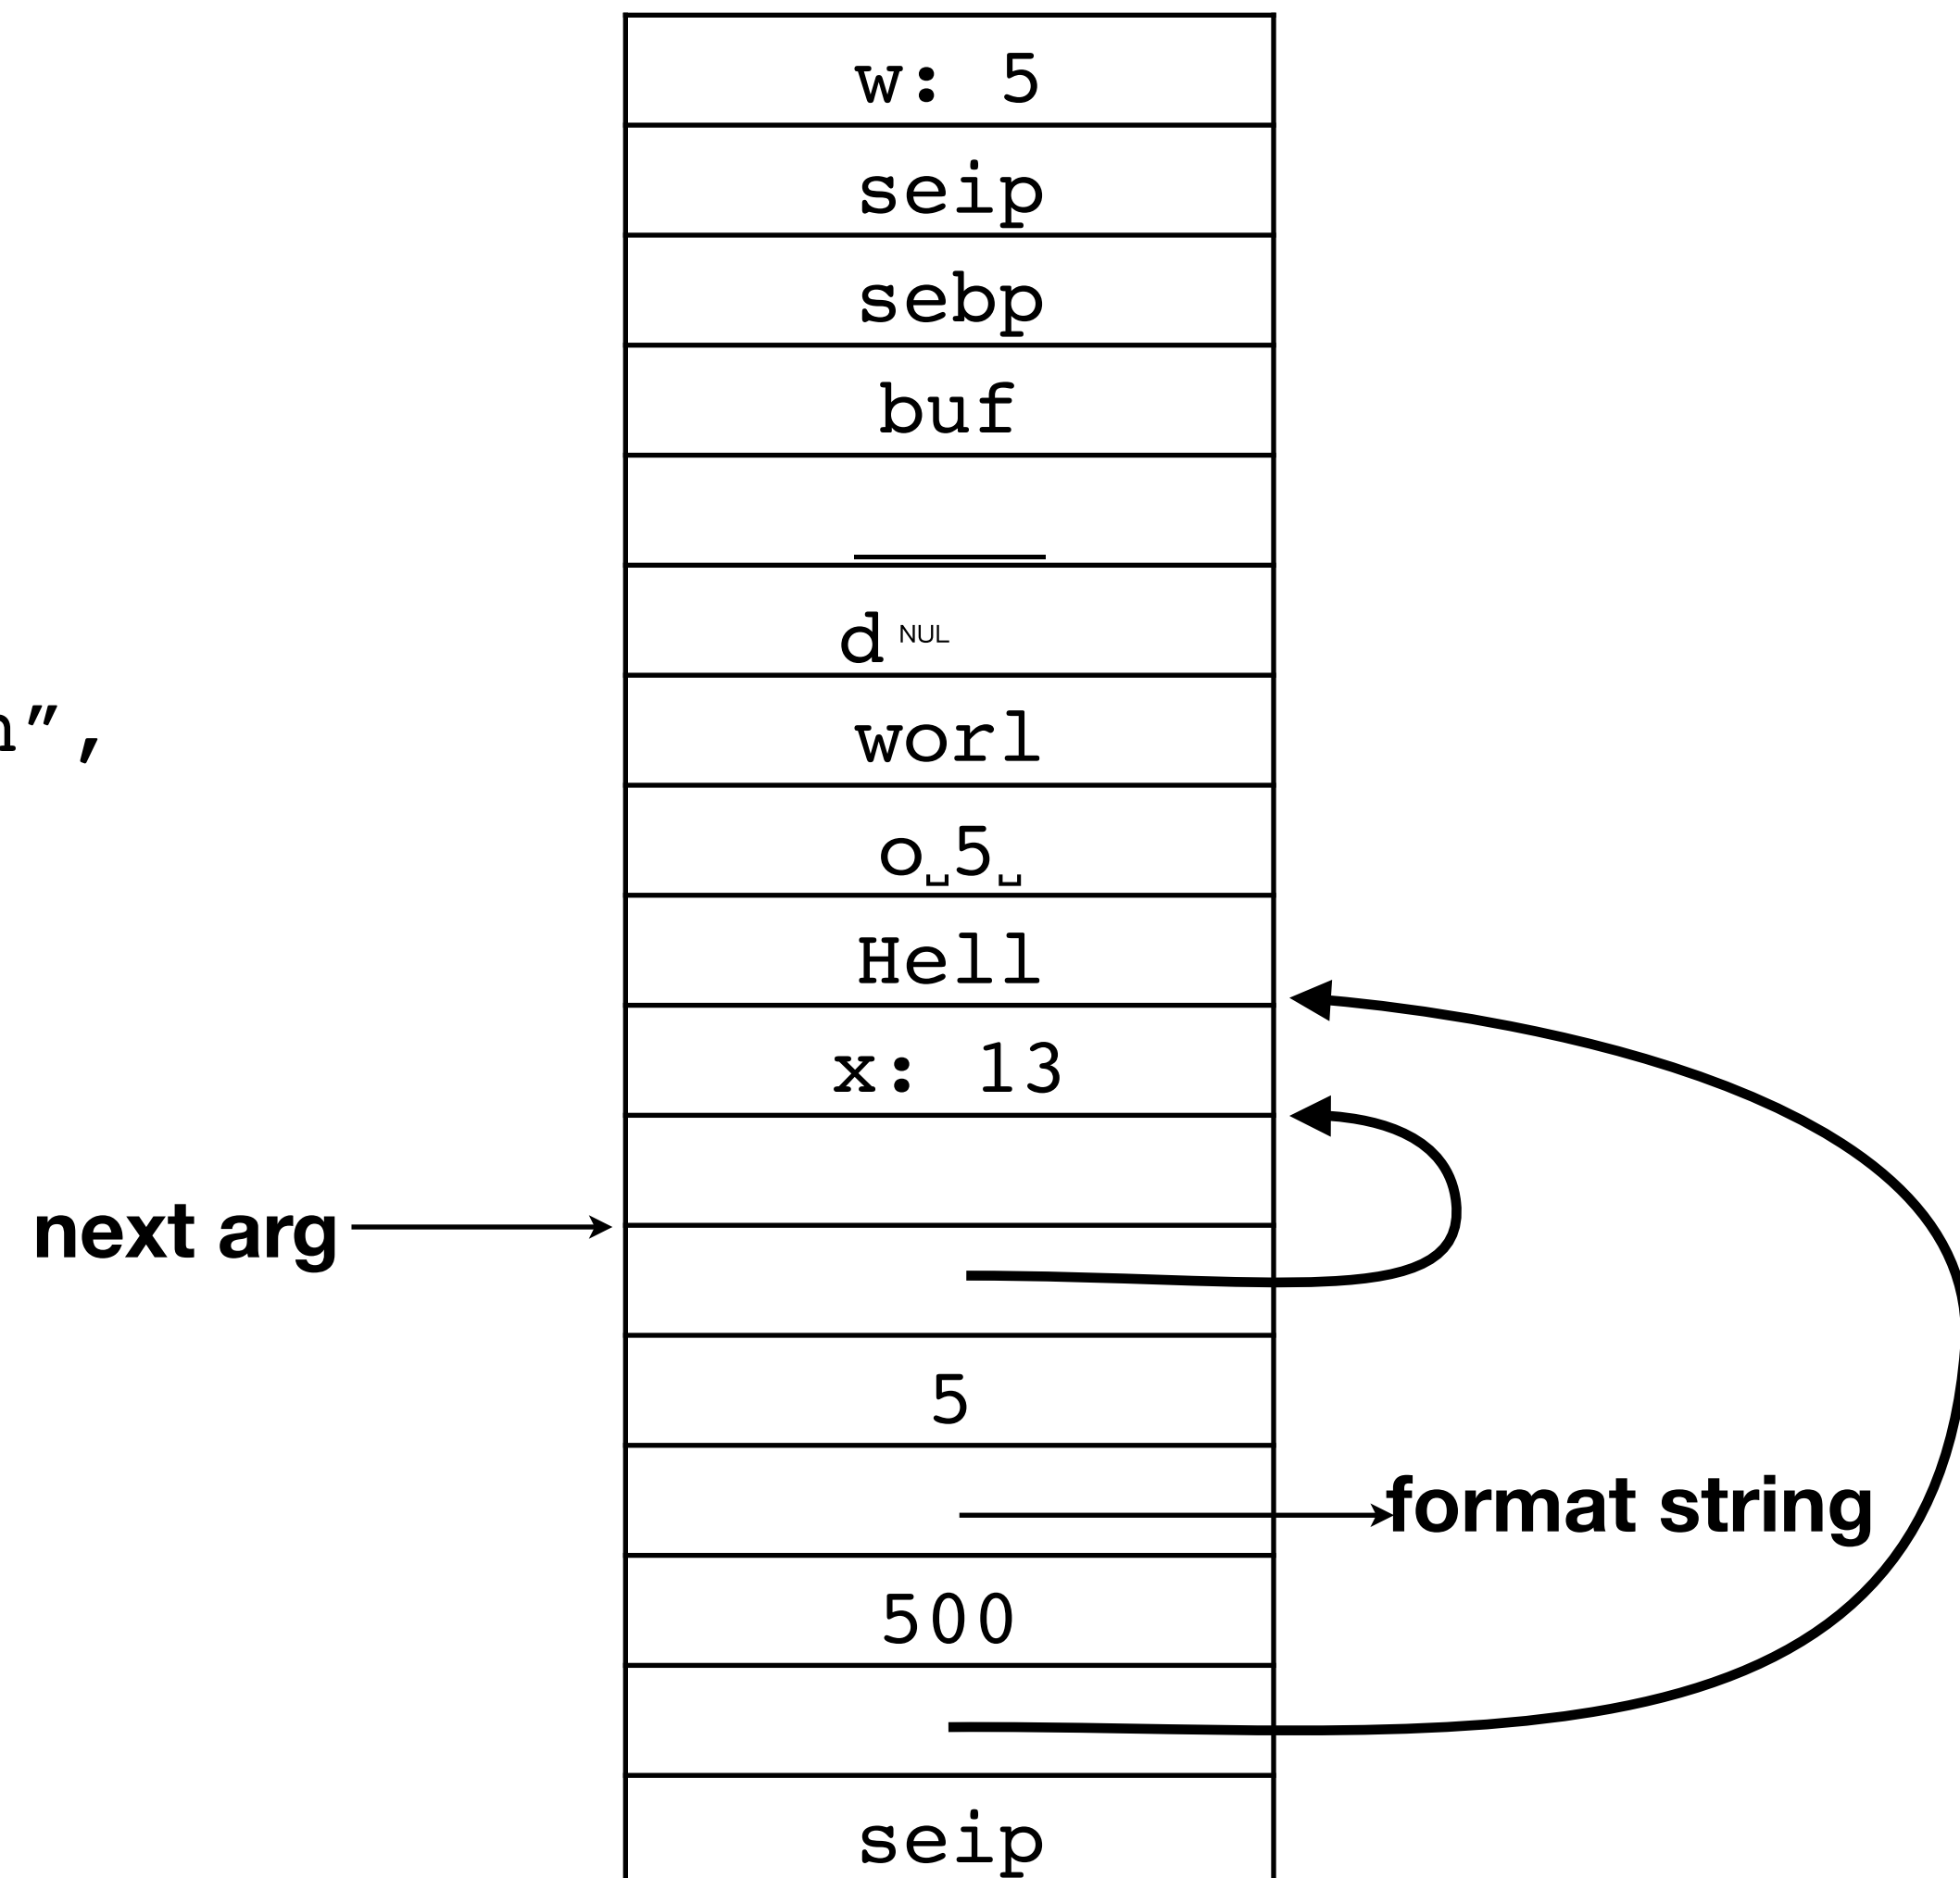 w: 5
seip
sebp
buf
d NUL
n”,
worl
o␣5␣
Hell
x: 13
next arg
5
format string
500
seip